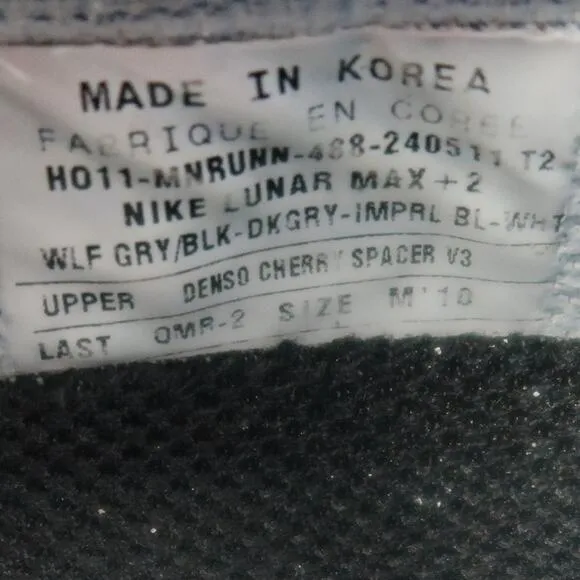 MADE IN KOREA
FABRIQUE EN COREE
HO11-MNRUNN-488-240511 T2
NIKE LUNAR MAX+2
WLF GRY/BLK-DKGRY-IMPRL BL-WHT
UPPER DENSO CHERRY SPACER V3
LAST QMR-2 SIZE M'10